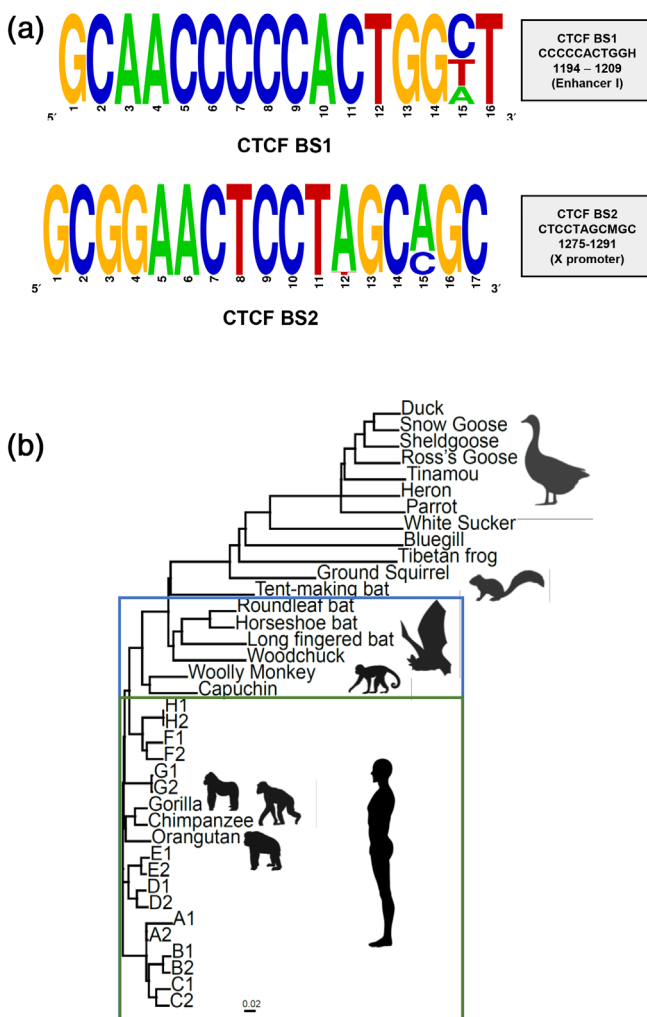 (a)
GCAACCCCCACTGGCT
T
A
5´ 1 2 3 4 5 6 7 8 9 10 11 12 13 14 15 16 3´
CTCF BS1
CTCF BS1
CCCCCACTGGH
1194 – 1209
(Enhancer I)
GCGGAACTCCTAGCAGC
C
5´ 1 2 3 4 5 6 7 8 9 10 11 12 13 14 15 16 17 3´
CTCF BS2
CTCF BS2
CTCCTAGCMGC
1275-1291
(X promoter)
(b)
Duck
Snow Goose
Sheldgoose
Ross's Goose
Tinamou
Heron
Parrot
White Sucker
Bluegill
Tibetan frog
Ground Squirrel
Tent-making bat
Roundleaf bat
Horseshoe bat
Long fingered bat
Woodchuck
Woolly Monkey
Capuchin
H1
H2
F1
F2
G1
G2
Gorilla
Chimpanzee
Orangutan
E1
E2
D1
D2
A1
A2
B1
B2
C1
C2
0.02